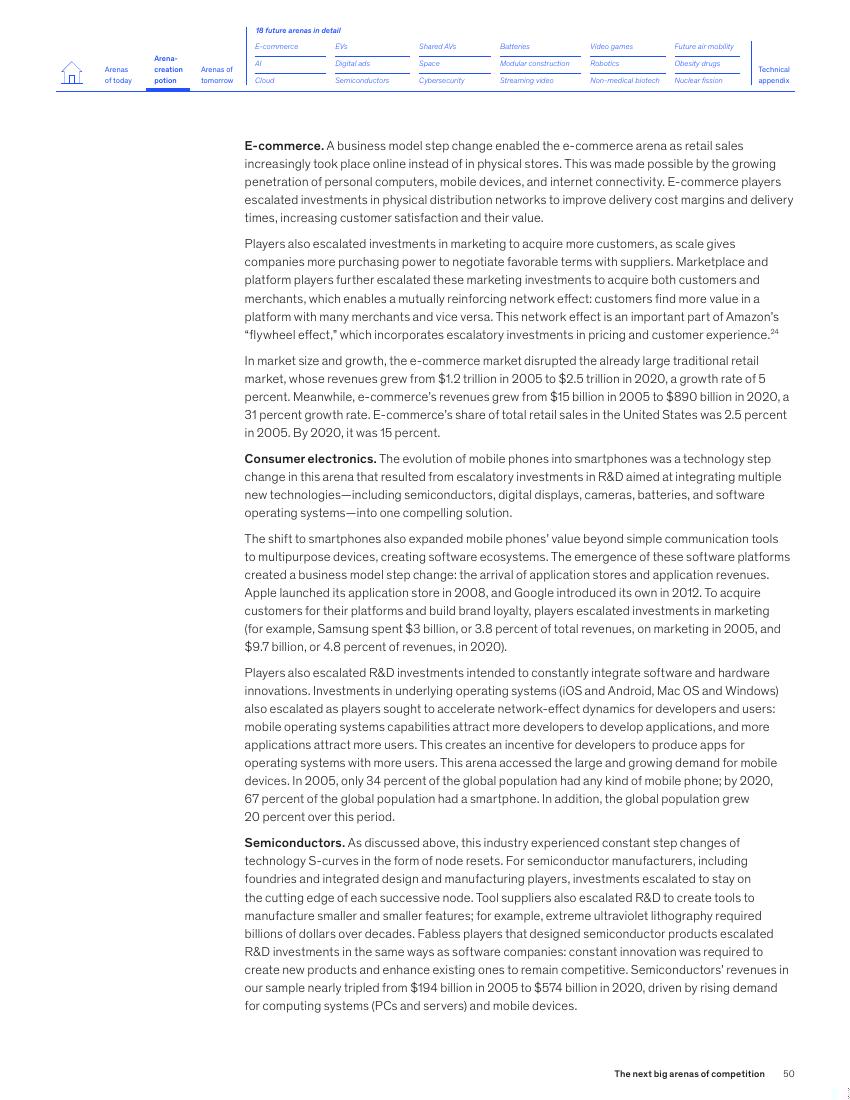 18 future arenas in detail
Arenas of today
Arena-creation potion
Arenas of tomorrow
E-commerce
EVs
Shared AVs
Batteries
Video games
Future air mobility
AI
Digital ads
Space
Modular construction
Robotics
Obesity drugs
Cloud
Semiconductors
Cybersecurity
Streaming video
Non-medical biotech
Nuclear fission
Technical appendix
E-commerce. A business model step change enabled the e-commerce arena as retail sales
increasingly took place online instead of in physical stores. This was made possible by the growing
penetration of personal computers, mobile devices, and internet connectivity. E-commerce players
escalated investments in physical distribution networks to improve delivery cost margins and delivery
times, increasing customer satisfaction and their value.
Players also escalated investments in marketing to acquire more customers, as scale gives
companies more purchasing power to negotiate favorable terms with suppliers. Marketplace and
platform players further escalated these marketing investments to acquire both customers and
merchants, which enables a mutually reinforcing network effect: customers find more value in a
platform with many merchants and vice versa. This network effect is an important part of Amazon's
“flywheel effect,” which incorporates escalatory investments in pricing and customer experience.24
In market size and growth, the e-commerce market disrupted the already large traditional retail
market, whose revenues grew from $1.2 trillion in 2005 to $2.5 trillion in 2020, a growth rate of 5
percent. Meanwhile, e-commerce's revenues grew from $15 billion in 2005 to $890 billion in 2020, a
31 percent growth rate. E-commerce's share of total retail sales in the United States was 2.5 percent
in 2005. By 2020, it was 15 percent.
Consumer electronics. The evolution of mobile phones into smartphones was a technology step
change in this arena that resulted from escalatory investments in R&D aimed at integrating multiple
new technologies—including semiconductors, digital displays, cameras, batteries, and software
operating systems—into one compelling solution.
The shift to smartphones also expanded mobile phones' value beyond simple communication tools
to multipurpose devices, creating software ecosystems. The emergence of these software platforms
created a business model step change: the arrival of application stores and application revenues.
Apple launched its application store in 2008, and Google introduced its own in 2012. To acquire
customers for their platforms and build brand loyalty, players escalated investments in marketing
(for example, Samsung spent $3 billion, or 3.8 percent of total revenues, on marketing in 2005, and
$9.7 billion, or 4.8 percent of revenues, in 2020).
Players also escalated R&D investments intended to constantly integrate software and hardware
innovations. Investments in underlying operating systems (iOS and Android, Mac OS and Windows)
also escalated as players sought to accelerate network-effect dynamics for developers and users:
mobile operating systems capabilities attract more developers to develop applications, and more
applications attract more users. This creates an incentive for developers to produce apps for
operating systems with more users. This arena accessed the large and growing demand for mobile
devices. In 2005, only 34 percent of the global population had any kind of mobile phone; by 2020,
67 percent of the global population had a smartphone. In addition, the global population grew
20 percent over this period.
Semiconductors. As discussed above, this industry experienced constant step changes of
technology S-curves in the form of node resets. For semiconductor manufacturers, including
foundries and integrated design and manufacturing players, investments escalated to stay on
the cutting edge of each successive node. Tool suppliers also escalated R&D to create tools to
manufacture smaller and smaller features; for example, extreme ultraviolet lithography required
billions of dollars over decades. Fabless players that designed semiconductor products escalated
R&D investments in the same ways as software companies: constant innovation was required to
create new products and enhance existing ones to remain competitive. Semiconductors' revenues in
our sample nearly tripled from $194 billion in 2005 to $574 billion in 2020, driven by rising demand
for computing systems (PCs and servers) and mobile devices.
The next big arenas of competition 50